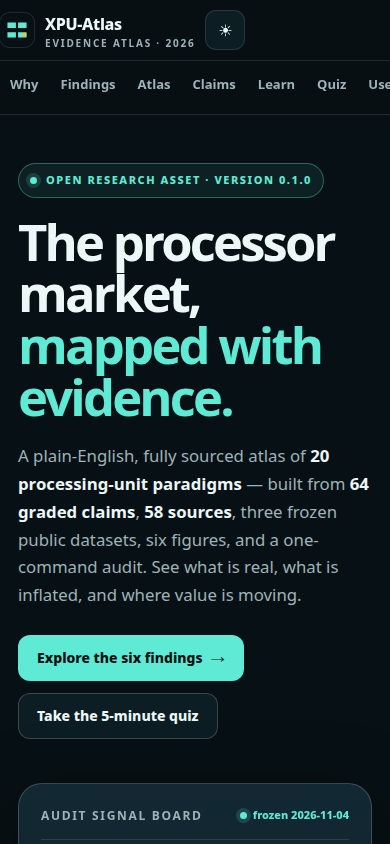 XPU-Atlas
EVIDENCE ATLAS · 2026
Why Findings Atlas Claims Learn Quiz Use
OPEN RESEARCH ASSET · VERSION 0.1.0
The processor
market,
mapped with
evidence.
A plain-English, fully sourced atlas of 20
processing-unit paradigms — built from 64
graded claims, 58 sources, three frozen
public datasets, six figures, and a one-
command audit. See what is real, what is
inflated, and where value is moving.
Explore the six findings →
Take the 5-minute quiz
AUDIT SIGNAL BOARD
frozen 2026-11-04